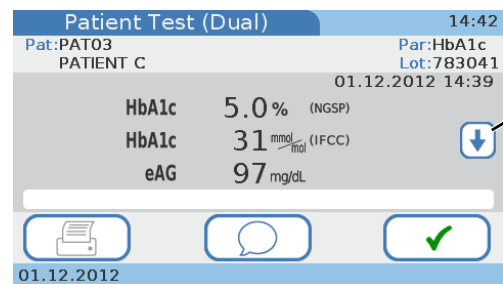 Patient Test (Dual) 14:42
Pat:PAT03 Par:HbA1c
PATIENT C Lot:783041
01.12.2012 14:39
HbA1c 5.0 % (NGSP)
HbA1c 31 mmol/mol (IFCC)
eAG 97 mg/dL
01.12.2012